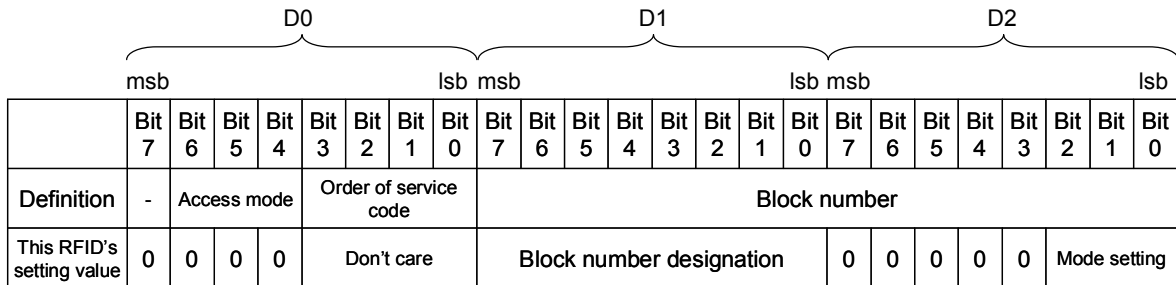 D0 D1 D2
msb lsb msb lsb msb lsb
Bit 7 Bit 6 Bit 5 Bit 4 Bit 3 Bit 2 Bit 1 Bit 0 Bit 7 Bit 6 Bit 5 Bit 4 Bit 3 Bit 2 Bit 1 Bit 0 Bit 7 Bit 6 Bit 5 Bit 4 Bit 3 Bit 2 Bit 1 Bit 0
Definition - Access mode Order of service code Block number
This RFID's setting value 0 0 0 0 Don't care Block number designation 0 0 0 0 0 Mode setting